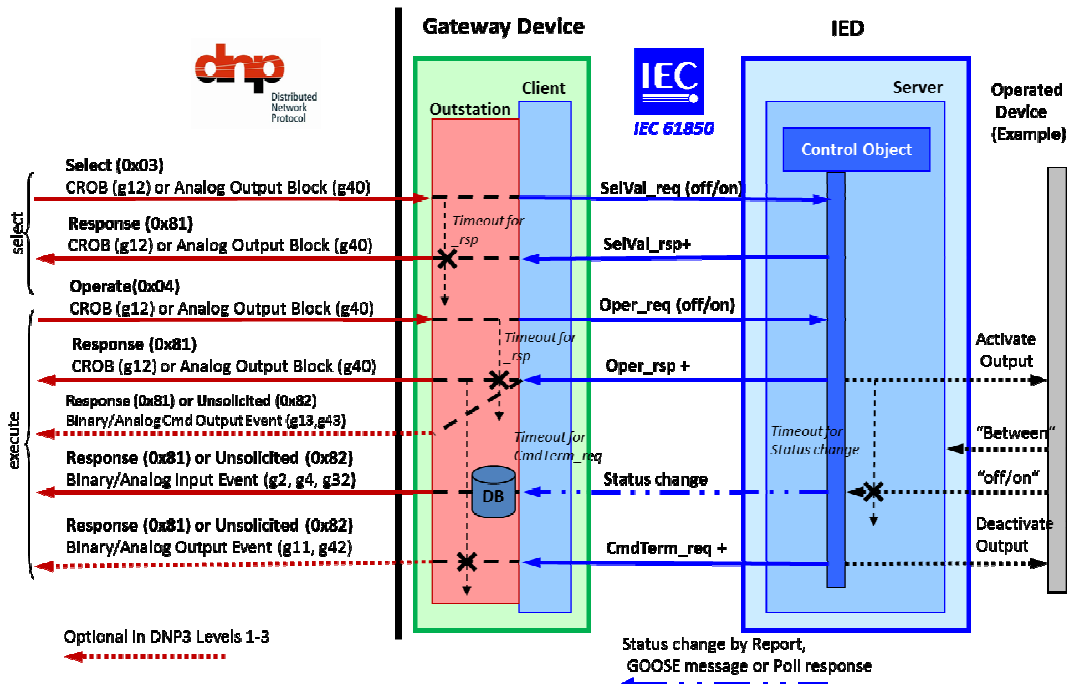 Gateway Device
IED
dnp
Distributed
Network
Protocol
Client
Outstation
IEC
IEC 61850
Server
Operated
Device
(Example)
Control Object
select
Select (0x03)
CROB (g12) or Analog Output Block (g40)
SelVal_req (off/on)
Timeout for
_rsp
Response (0x81)
CROB (g12) or Analog Output Block (g40)
SelVal_rsp+
execute
Operate(0x04)
CROB (g12) or Analog Output Block (g40)
Oper_req (off/on)
Timeout for
_rsp
Response (0x81)
CROB (g12) or Analog Output Block (g40)
Oper_rsp +
Activate
Output
Response (0x81) or Unsolicited (0x82)
Binary/Analog Cmd Output Event (g13,g43)
Timeout for
CmdTerm_req
Timeout for
Status change
"Between"
Response (0x81) or Unsolicited (0x82)
Binary/Analog Input Event (g2, g4, g32)
DB
Status change
"off/on"
Response (0x81) or Unsolicited (0x82)
Binary/Analog Output Event (g11, g42)
CmdTerm_req +
Deactivate
Output
Optional in DNP3 Levels 1-3
Status change by Report,
GOOSE message or Poll response